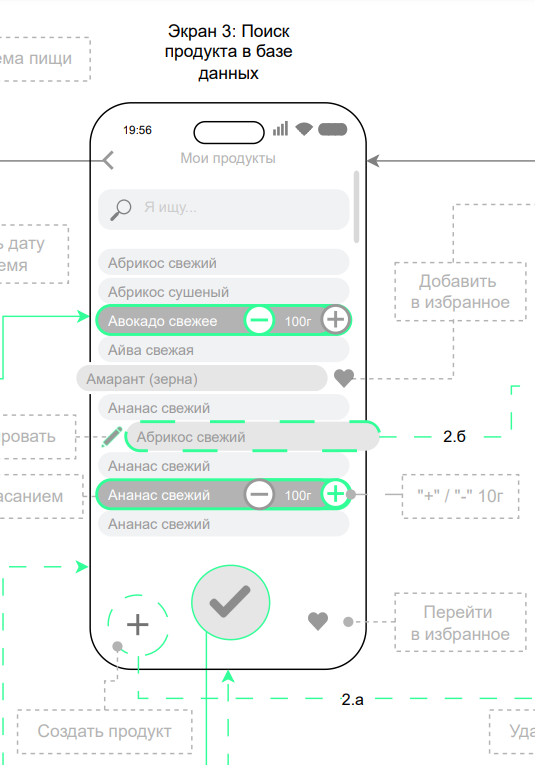 Экран 3: Поиск
продукта в базе
данных
ема пищи
19:56
Мои продукты
Я ищу...
ь дату
емя
Абрикос свежий
Абрикос сушеный
Авокадо свежее 100г
Айва свежая
Амарант (зерна)
Добавить
в избранное
Ананас свежий
ировать
Абрикос свежий
2.б
Ананас свежий
асанием
Ананас свежий 100г
"+" / "-" 10г
Ананас свежий
Перейти
в избранное
2.а
Создать продукт
Уда